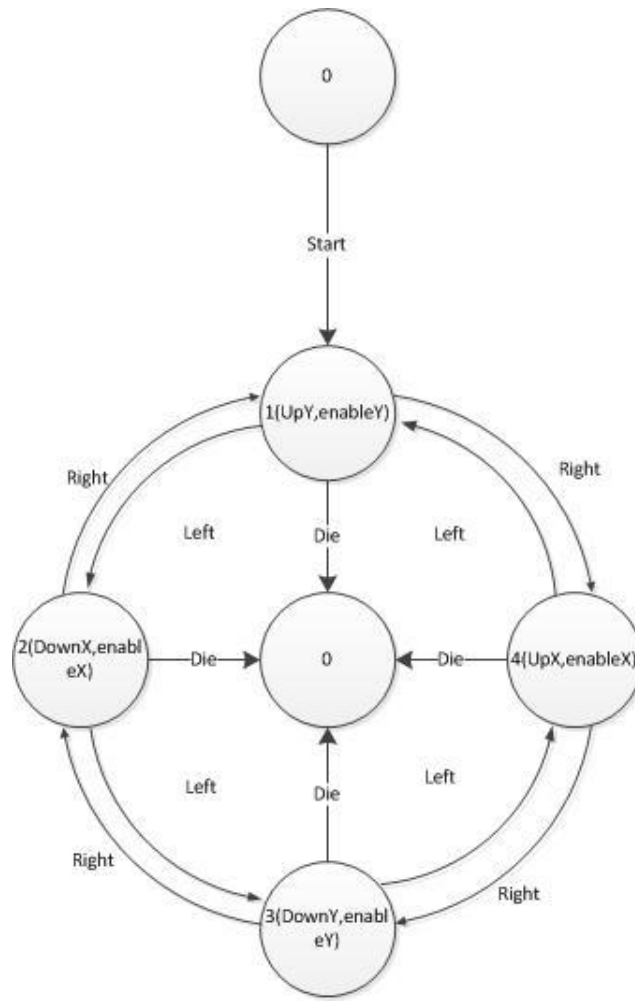 0
Start
1(UpY,enableY)
Right
Right
Left
Die
Left
2(DownX,enabl
eX)
Die
0
Die
4(UpX,enableX)
Left
Die
Left
Right
Right
3(DownY,enabl
eY)